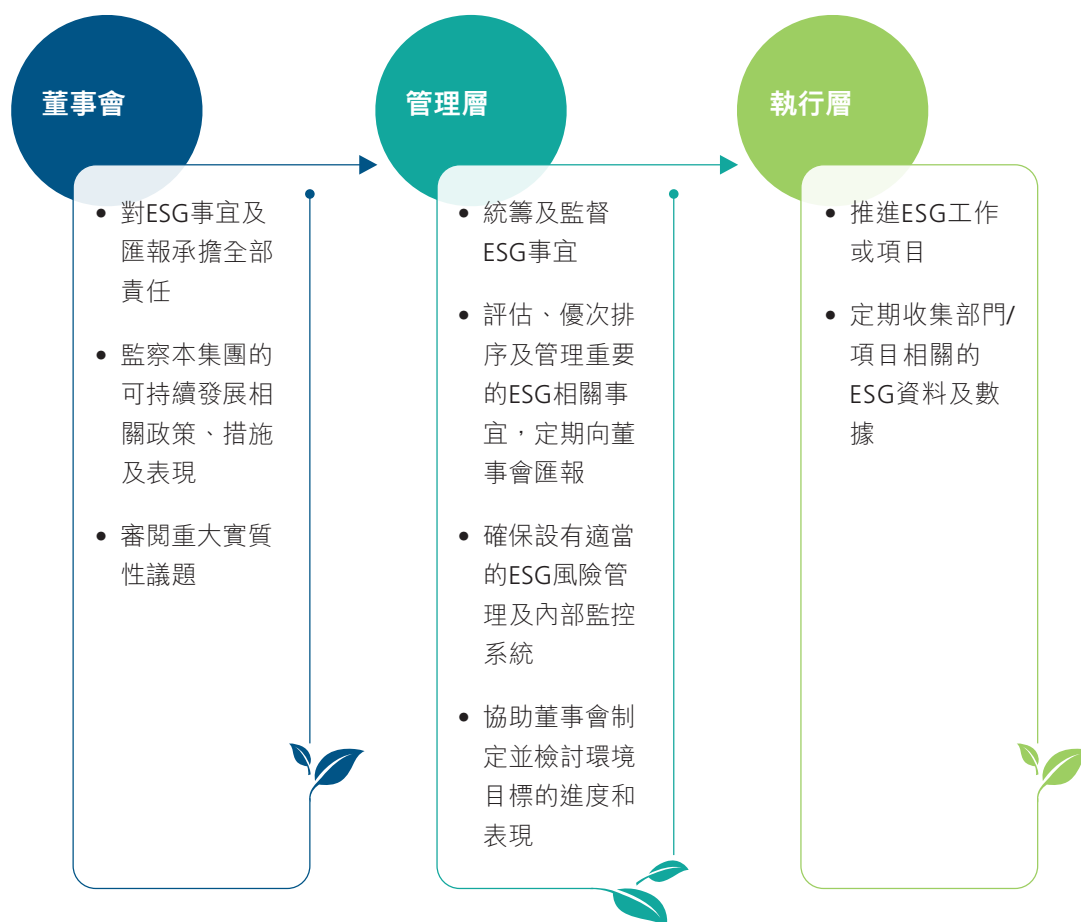 董事會
• 對ESG事宜及
匯報承擔全部
責任
• 監察本集團的
可持續發展相
關政策、措施
及表現
• 審閱重大實質
性議題
管理層
• 統籌及監督
ESG事宜
• 評估、優次排
序及管理重要
的ESG相關事
宜，定期向董
事會匯報
• 確保設有適當
的ESG風險管
理及內部監控
系統
• 協助董事會制
定並檢討環境
目標的進度和
表現
執行層
• 推進ESG工作
或項目
• 定期收集部門/
項目相關的
ESG資料及數
據